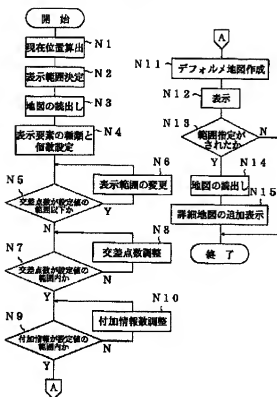 開始
現在位置算出 N1
表示範囲決定 N2
地図の読出し N3
表示要素の種類と個数設定 N4
N5
交差点数が設定値の範囲以下か
N6
表示範囲の変更
Y
N
N7
交差点数が設定値の範囲内か
N8
交差点数調整
N
Y
N9
付加情報が設定値の範囲内か
N10
付加情報数調整
N
Y
A
A
N11
デフォルメ地図作成
N12
表示
N13
範囲指定がされたか
N
Y
N14
地図の読出し
N15
詳細地図の追加表示
終了